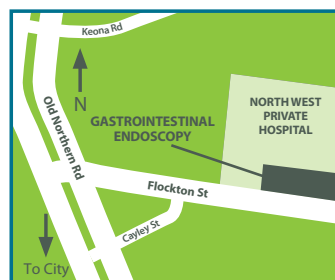 Keona Rd
N
Old Northern Rd
NORTH WEST
PRIVATE
HOSPITAL
GASTROINTESTINAL
ENDOSCOPY
Flockton St
Cayley St
To City